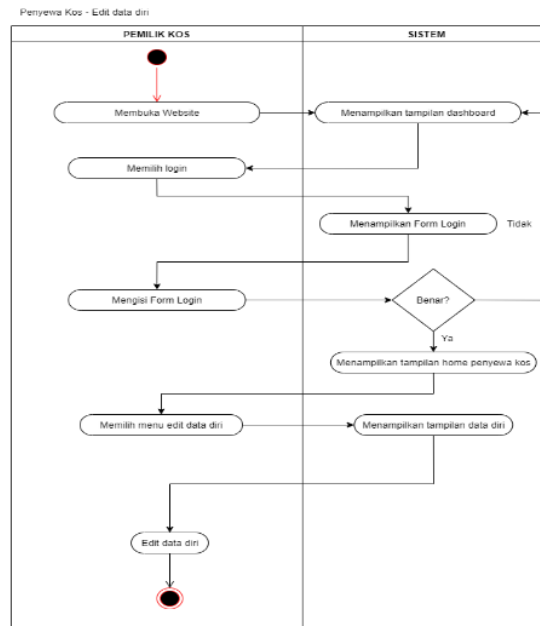 Penyewa Kos - Edit data diri
PEMILIK KOS
SISTEM
Membuka Website
Menampilkan tampilan dashboard
Memilih login
Menampilkan Form Login
Tidak
Mengisi Form Login
Benar?
Ya
Menampilkan tampilan home penyewa kos
Memilih menu edit data diri
Menampilkan tampilan data diri
Edit data diri